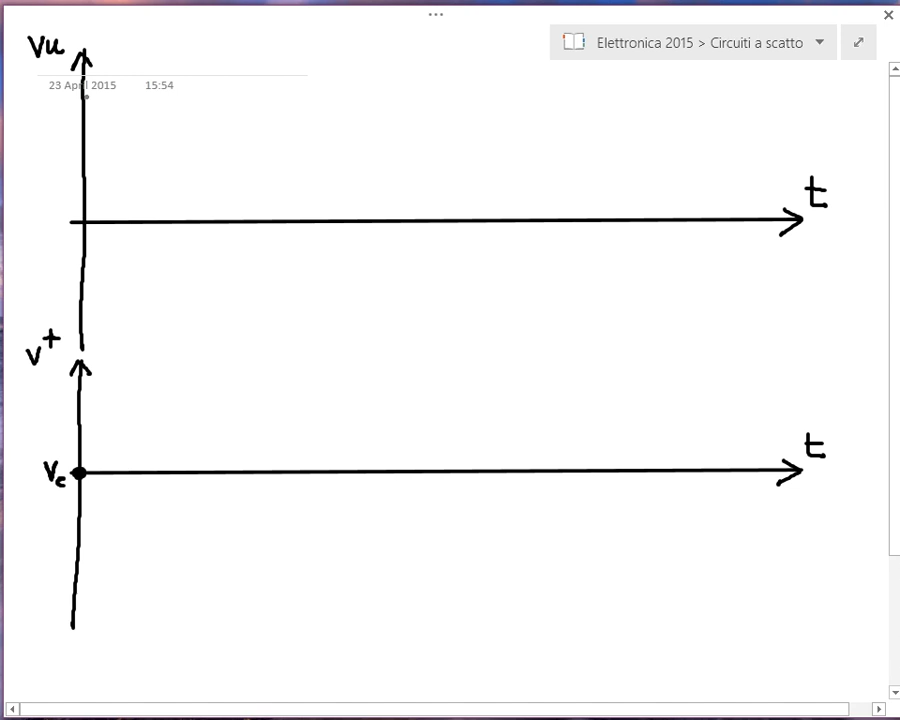 Elettronica 2015 > Circuiti a scatto
Vu
23 April 2015 15:54
t
v+
t
Vc